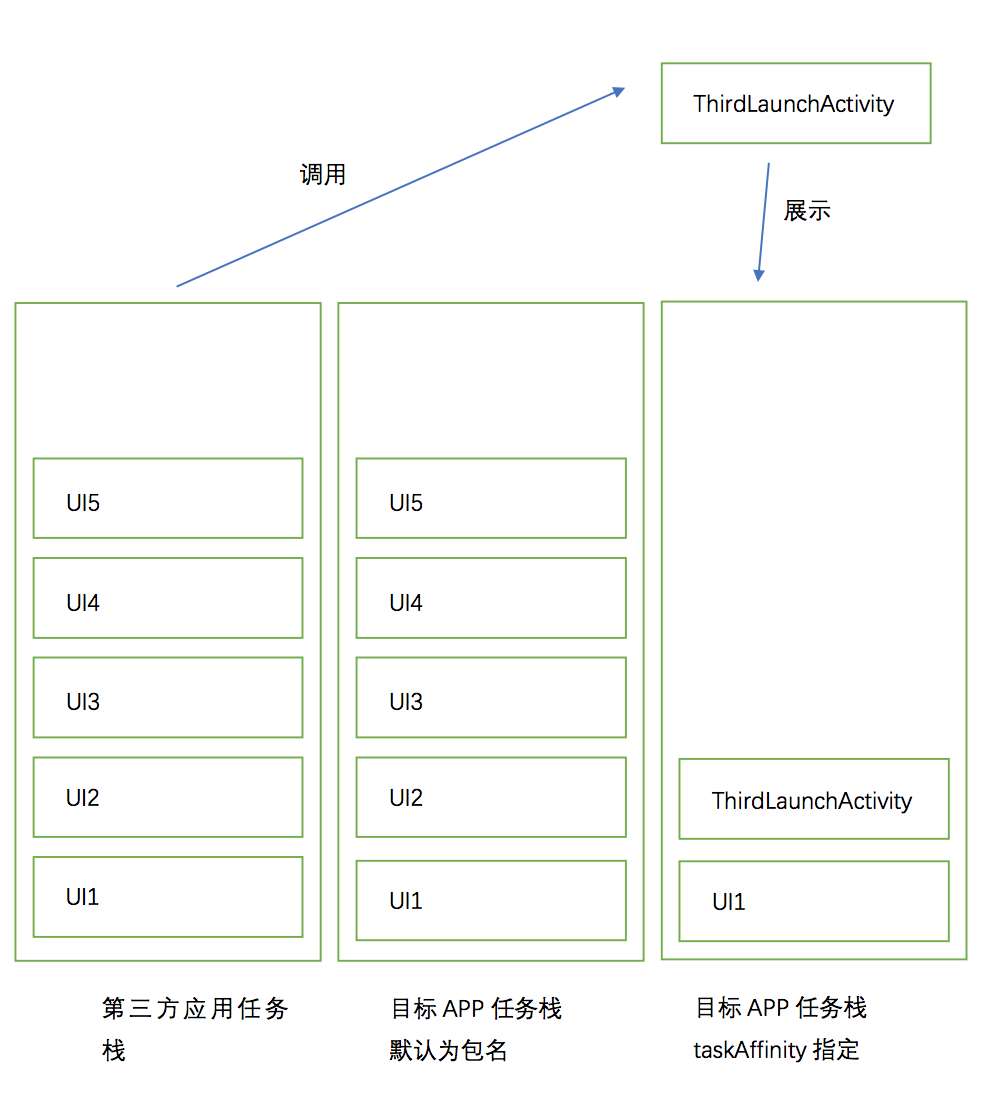 ThirdLaunchActivity
调用
展示
UI5
UI4
UI3
UI2
UI1
UI5
UI4
UI3
UI2
UI1
ThirdLaunchActivity
UI1
第三方应用任务
栈
目标 APP 任务栈
默认为包名
目标 APP 任务栈
taskAffinity 指定